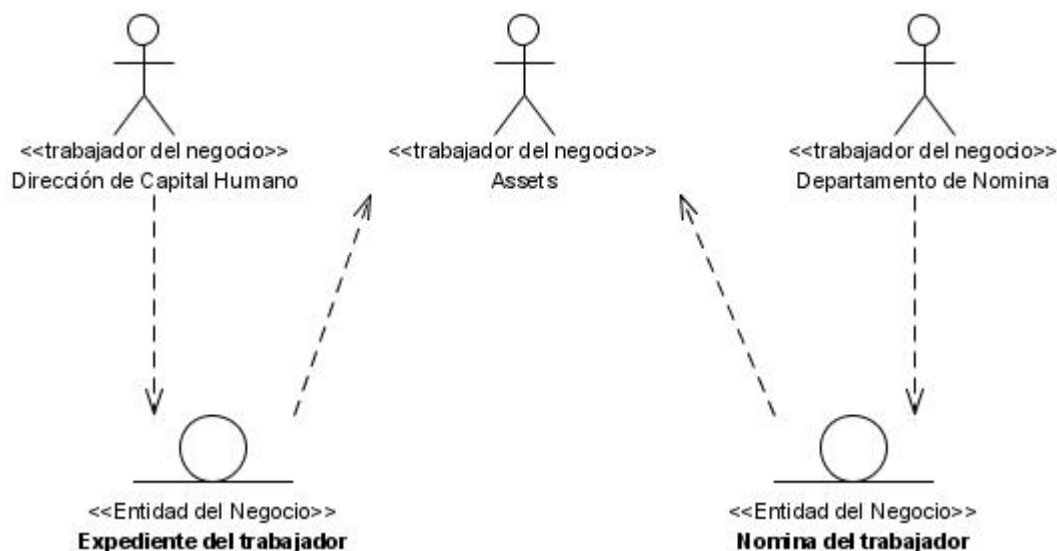 <<trabajador del negocio>>
Dirección de Capital Humano
<<trabajador del negocio>>
Assets
<<trabajador del negocio>>
Departamento de Nomina
<<Entidad del Negocio>>
Expediente del trabajador
<<Entidad del Negocio>>
Nomina del trabajador